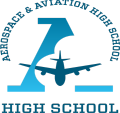 AEROSPACE & AVIATION HIGH SCHOOL
A
HIGH SCHOOL